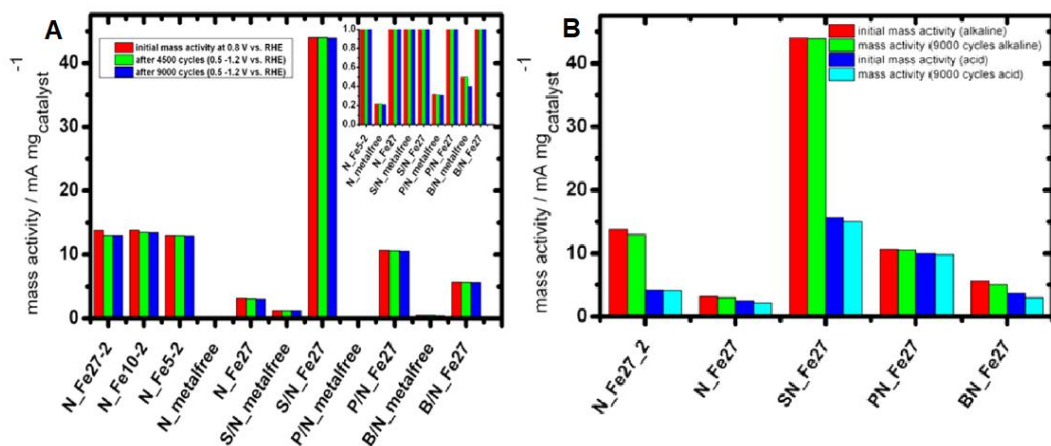 A
initial mass activity at 0.8 V vs. RHE
after 4500 cycles (0.5 -1.2 V vs. RHE)
after 9000 cycles (0.5 -1.2 V vs. RHE)
mass activity / mA mgcatalyst-1
40
30
20
10
0
N_Fe27-2
N_Fe10-2
N_Fe5-2
N_metalfree
N_Fe27
S/N_metalfree
S/N_Fe27
P/N_metalfree
P/N_Fe27
B/N_metalfree
B/N_Fe27
1.0
0.8
0.6
0.4
0.2
0.0
N_Fe5-2
N_metalfree
N_Fe27
S/N_metalfree
S/N_Fe27
P/N_metalfree
P/N_Fe27
B/N_metalfree
B/N_Fe27
B
initial mass activity (alkaline)
mass activity (9000 cycles alkaline)
initial mass activity (acid)
mass activity (9000 cycles acid)
mass activity / mA mgcatalyst-1
40
30
20
10
0
N_Fe27_2
N_Fe27
SN_Fe27
PN_Fe27
BN_Fe27